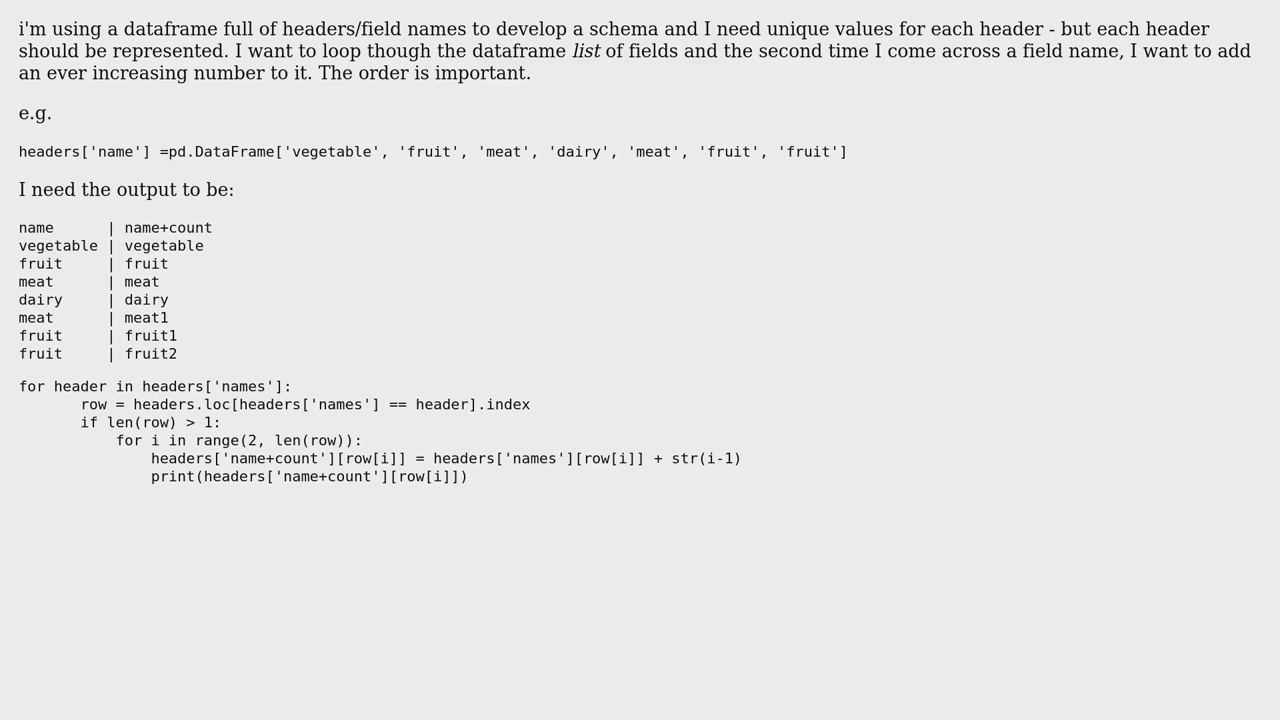 i'm using a dataframe full of headers/field names to develop a schema and I need unique values for each header - but each header
should be represented. I want to loop though the dataframe list of fields and the second time I come across a field name, I want to add
an ever increasing number to it. The order is important.
e.g.
headers['name'] =pd.DataFrame['vegetable', 'fruit', 'meat', 'dairy', 'meat', 'fruit', 'fruit']
I need the output to be:
name      | name+count
vegetable | vegetable
fruit     | fruit
meat      | meat
dairy     | dairy
meat      | meat1
fruit     | fruit1
fruit     | fruit2
for header in headers['names']:
       row = headers.loc[headers['names'] == header].index
       if len(row) > 1:
           for i in range(2, len(row)):
               headers['name+count'][row[i]] = headers['names'][row[i]] + str(i-1)
               print(headers['name+count'][row[i]])